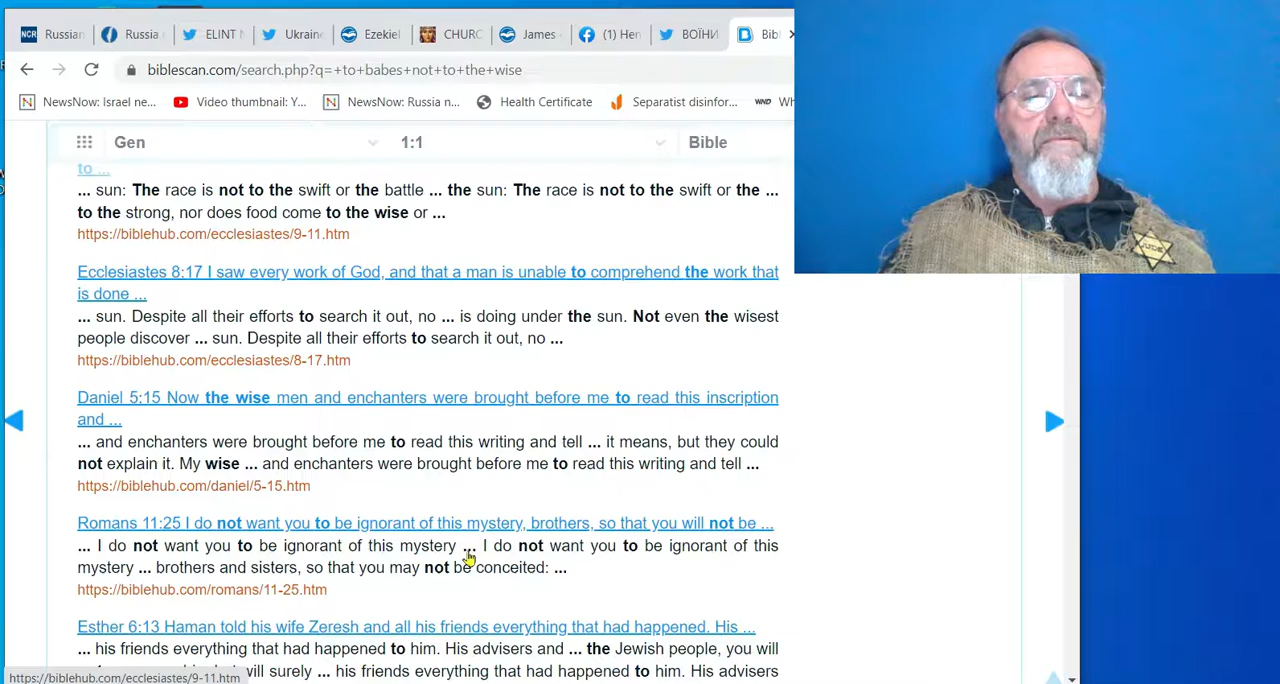 NCR Russian Russia ELINT N Ukraine Ezekiel CHURC James (1) Hen ВОЇНИ Bibl
biblescan.com/search.php?q=+to+babes+not+to+the+wise
NewsNow: Israel ne... Video thumbnail: Y... NewsNow: Russia n... Health Certificate Separatist disinfor... WND Wh
Gen 1:1 Bible
to ...
... sun: The race is not to the swift or the battle ... the sun: The race is not to the swift or the ...
to the strong, nor does food come to the wise or ...
https://biblehub.com/ecclesiastes/9-11.htm
Ecclesiastes 8:17 I saw every work of God, and that a man is unable to comprehend the work that
is done ...
... sun. Despite all their efforts to search it out, no ... is doing under the sun. Not even the wisest
people discover ... sun. Despite all their efforts to search it out, no ...
https://biblehub.com/ecclesiastes/8-17.htm
Daniel 5:15 Now the wise men and enchanters were brought before me to read this inscription
and ...
... and enchanters were brought before me to read this writing and tell ... it means, but they could
not explain it. My wise ... and enchanters were brought before me to read this writing and tell ...
https://biblehub.com/daniel/5-15.htm
Romans 11:25 I do not want you to be ignorant of this mystery, brothers, so that you will not be ...
... I do not want you to be ignorant of this mystery ... I do not want you to be ignorant of this
mystery ... brothers and sisters, so that you may not be conceited: ...
https://biblehub.com/romans/11-25.htm
Esther 6:13 Haman told his wife Zeresh and all his friends everything that had happened. His ...
... his friends everything that had happened to him. His advisers and ... the Jewish people, you will
will surely ... his friends everything that had happened to him. His advisers
https://biblehub.com/ecclesiastes/9-11.htm